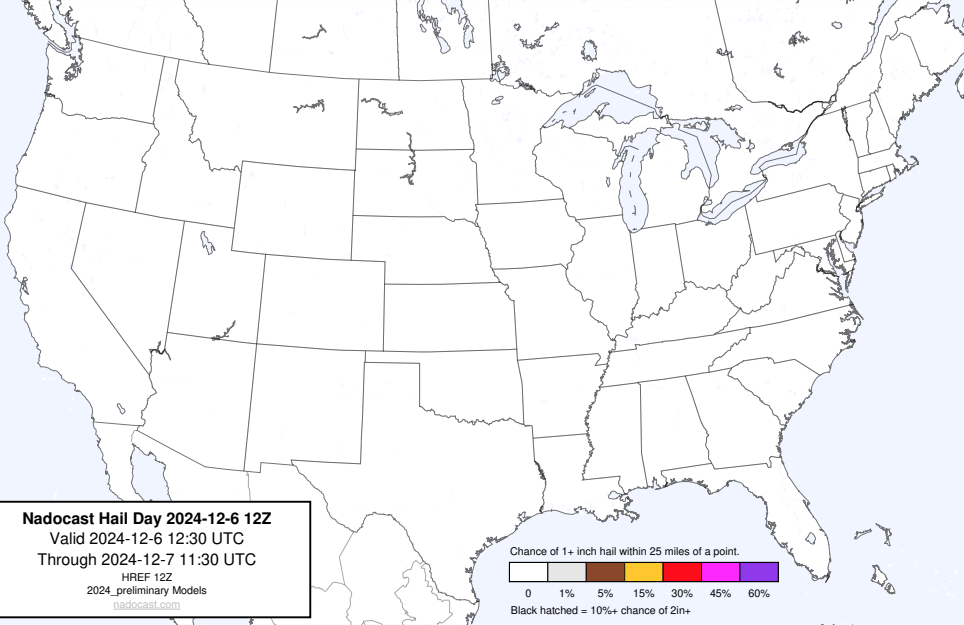 Nadocast Hail Day 2024-12-6 12Z
Valid 2024-12-6 12:30 UTC
Through 2024-12-7 11:30 UTC
HREF 12Z
2024_preliminary Models
nadocast.com
Chance of 1+ inch hail within 25 miles of a point.
0 1% 5% 15% 30% 45% 60%
Black hatched = 10%+ chance of 2in+